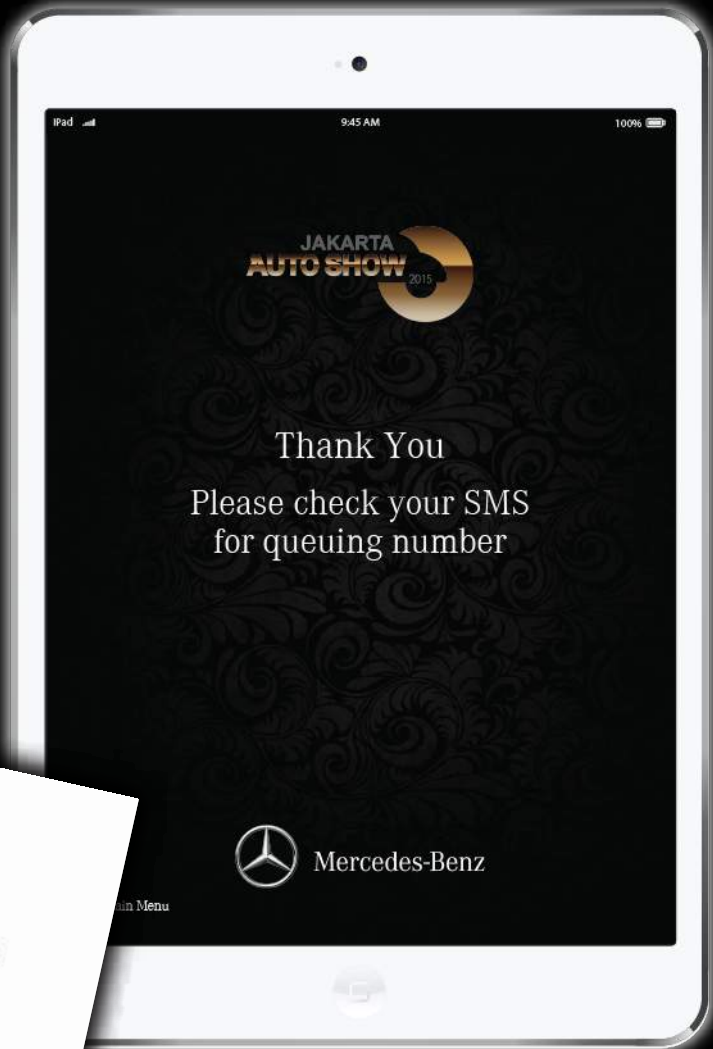 iPad
9:45 AM
100%
JAKARTA
AUTO SHOW
2015
Thank You
Please check your SMS
for queuing number
Mercedes-Benz
Menu